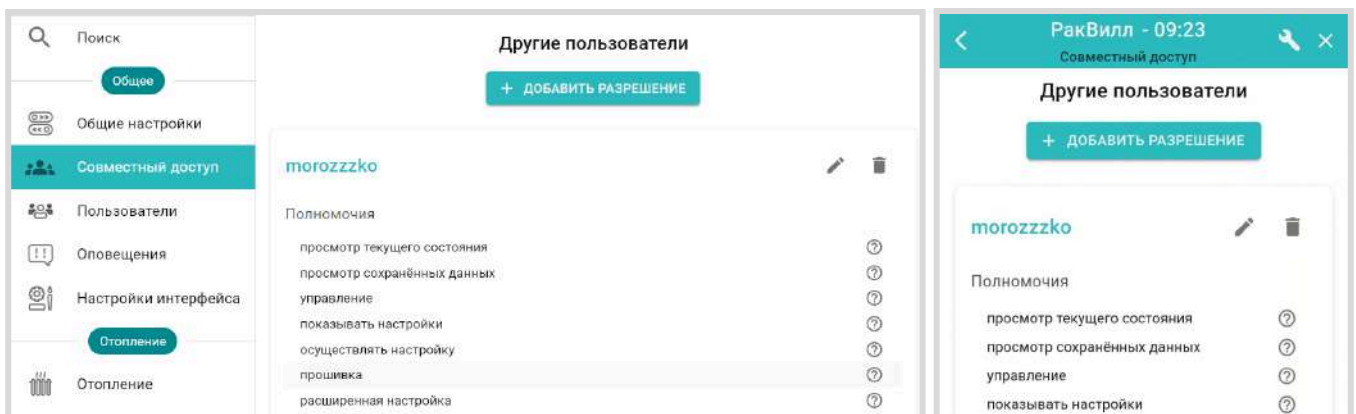 Поиск
Общее
Общие настройки
Совместный доступ
Пользователи
Оповещения
Настройки интерфейса
Отопление
Отопление
Другие пользователи
+ ДОБАВИТЬ РАЗРЕШЕНИЕ
morozzzko
Полномочия
просмотр текущего состояния
просмотр сохранённых данных
управление
показывать настройки
осуществлять настройку
прошивка
расширенная настройка
РакВилл - 09:23
Совместный доступ
Другие пользователи
+ ДОБАВИТЬ РАЗРЕШЕНИЕ
morozzzko
Полномочия
просмотр текущего состояния
просмотр сохранённых данных
управление
показывать настройки